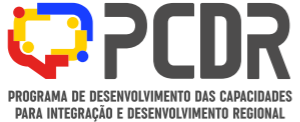 PCDR
PROGRAMA DE DESENVOLVIMENTO DAS CAPACIDADES
PARA INTEGRAÇÃO E DESENVOLVIMENTO REGIONAL